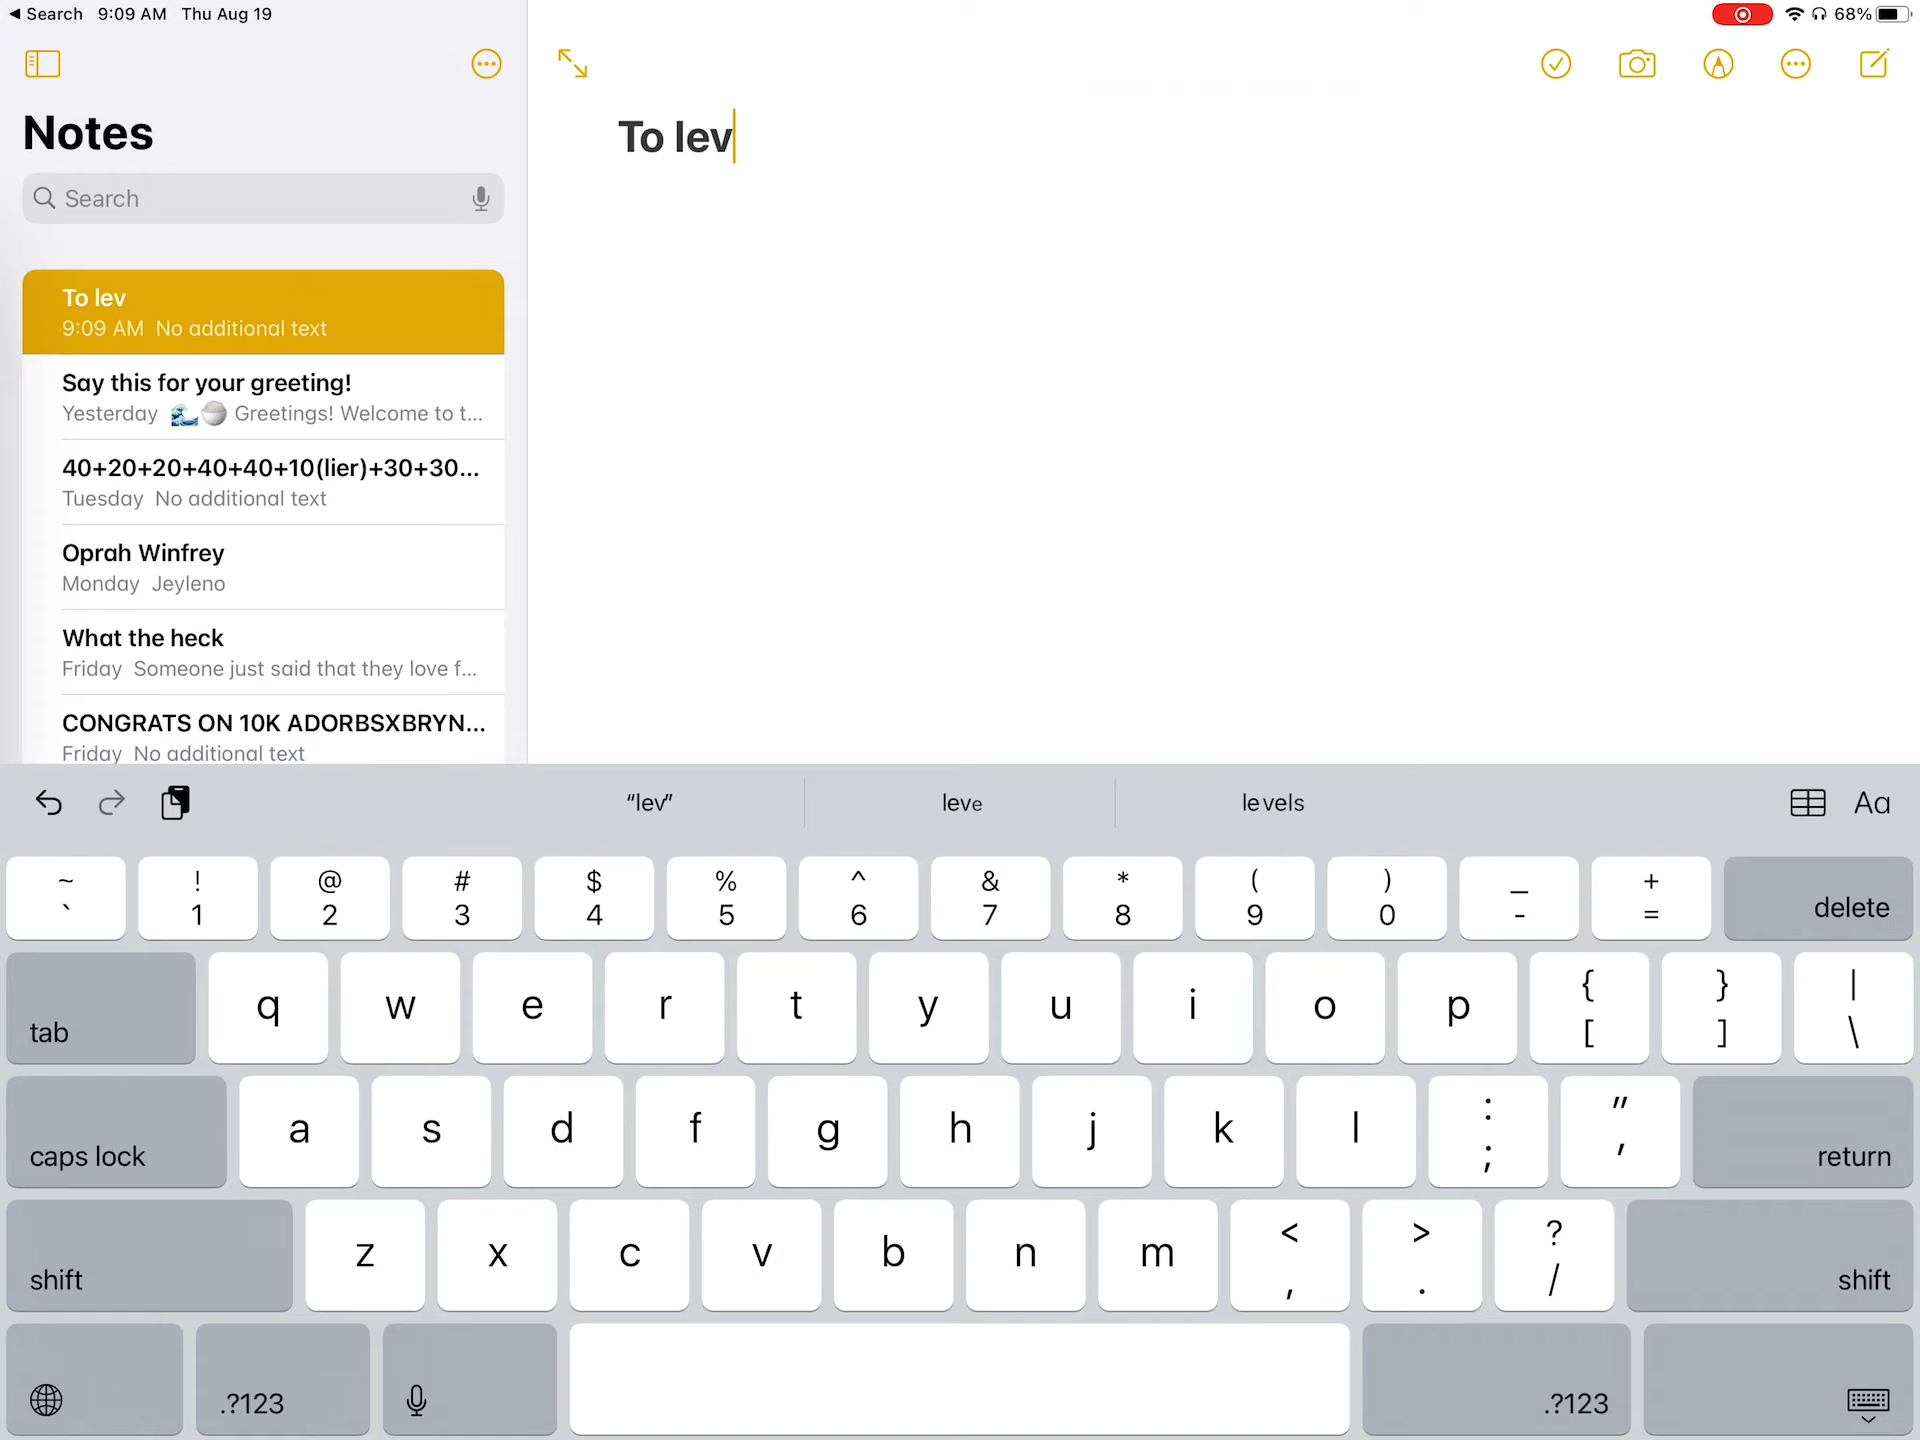 Search 9:09 AM Thu Aug 19 68%
Notes
Search
To lev
9:09 AM No additional text
Say this for your greeting!
Yesterday 🌊🍚 Greetings! Welcome to t...
40+20+20+40+40+10(lier)+30+30...
Tuesday No additional text
Oprah Winfrey
Monday Jeyleno
What the heck
Friday Someone just said that they love f...
CONGRATS ON 10K ADORBSXBRYN...
Friday No additional text
To lev
“lev” leve levels Aa
~ ! @ # $ % ^ & * ( ) _ +
` 1 2 3 4 5 6 7 8 9 0 - = delete
tab q w e r t y u i o p { [ } ] | \
caps lock a s d f g h j k l : ; " ' return
shift z x c v b n m < , > . ? / shift
.?123 .?123